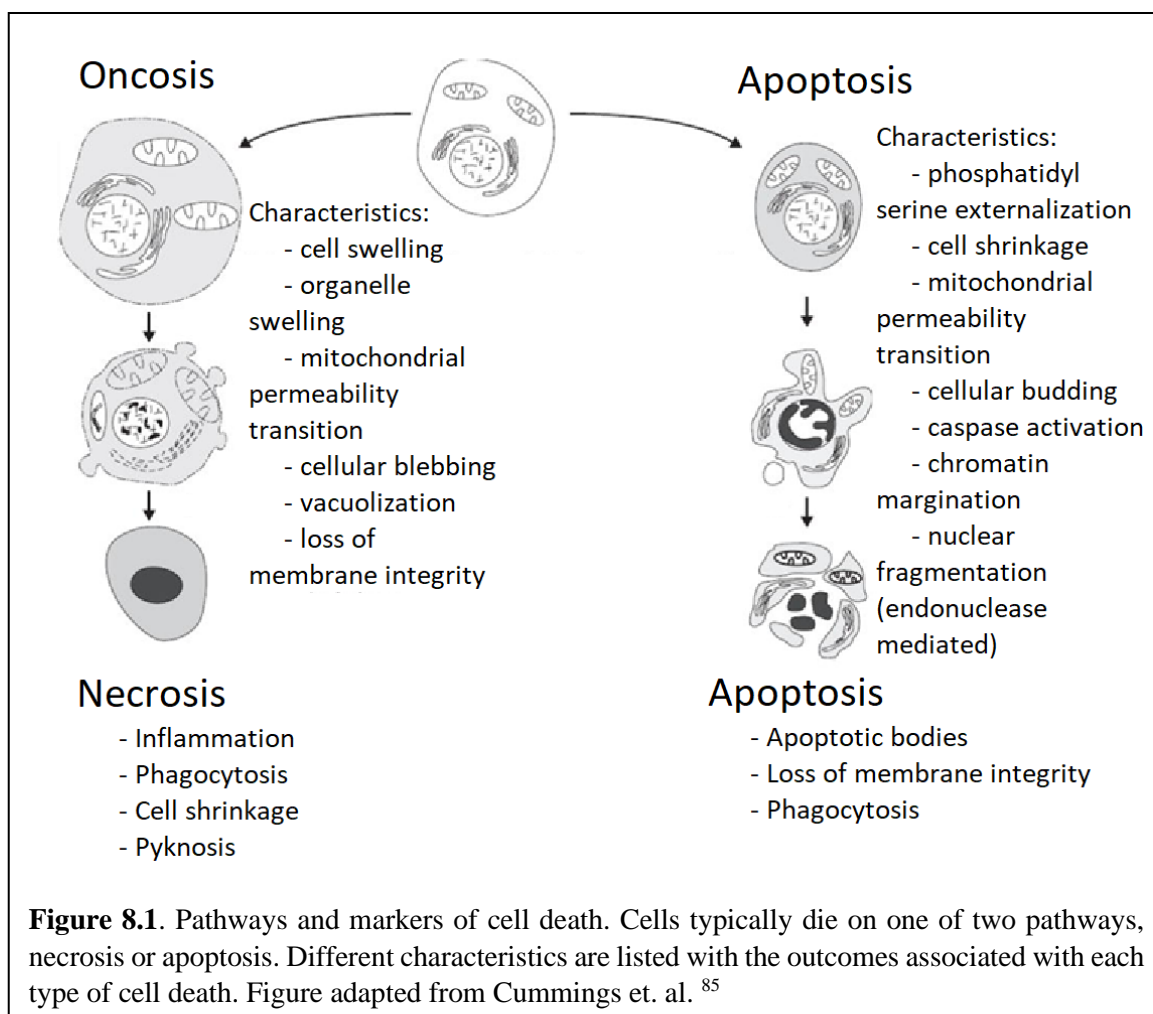 Oncosis
Characteristics:
- cell swelling
- organelle
swelling
- mitochondrial
permeability
transition
- cellular blebbing
- vacuolization
- loss of
membrane integrity
Necrosis
- Inflammation
- Phagocytosis
- Cell shrinkage
- Pyknosis
Apoptosis
Characteristics:
- phosphatidyl
serine externalization
- cell shrinkage
- mitochondrial
permeability
transition
- cellular budding
- caspase activation
- chromatin
margination
- nuclear
fragmentation
(endonuclease
mediated)
Apoptosis
- Apoptotic bodies
- Loss of membrane integrity
- Phagocytosis
Figure 8.1. Pathways and markers of cell death. Cells typically die on one of two pathways,
necrosis or apoptosis. Different characteristics are listed with the outcomes associated with each
type of cell death. Figure adapted from Cummings et. al. 85